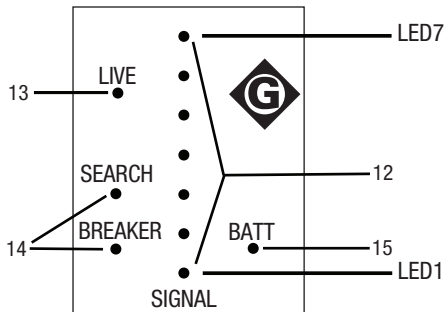 LED7
LIVE
13
G
SEARCH
12
BREAKER
BATT
14
15
LED1
SIGNAL